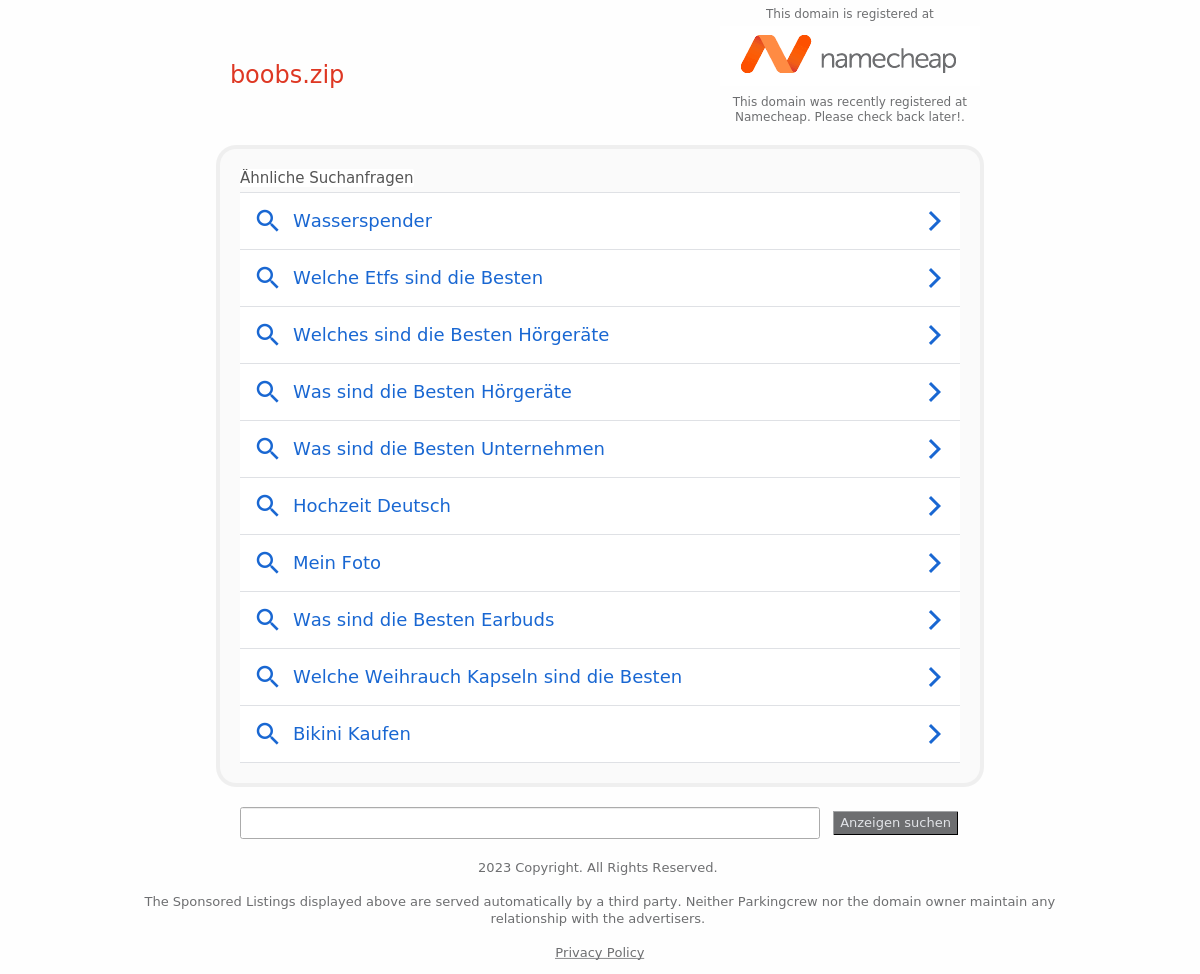 This domain is registered at
namecheap
boobs.zip
This domain was recently registered at
Namecheap. Please check back later!.
Ähnliche Suchanfragen
Wasserspender
Welche Etfs sind die Besten
Welches sind die Besten Hörgeräte
Was sind die Besten Hörgeräte
Was sind die Besten Unternehmen
Hochzeit Deutsch
Mein Foto
Was sind die Besten Earbuds
Welche Weihrauch Kapseln sind die Besten
Bikini Kaufen
Anzeigen suchen
2023 Copyright. All Rights Reserved.
The Sponsored Listings displayed above are served automatically by a third party. Neither Parkingcrew nor the domain owner maintain any
relationship with the advertisers.
Privacy Policy